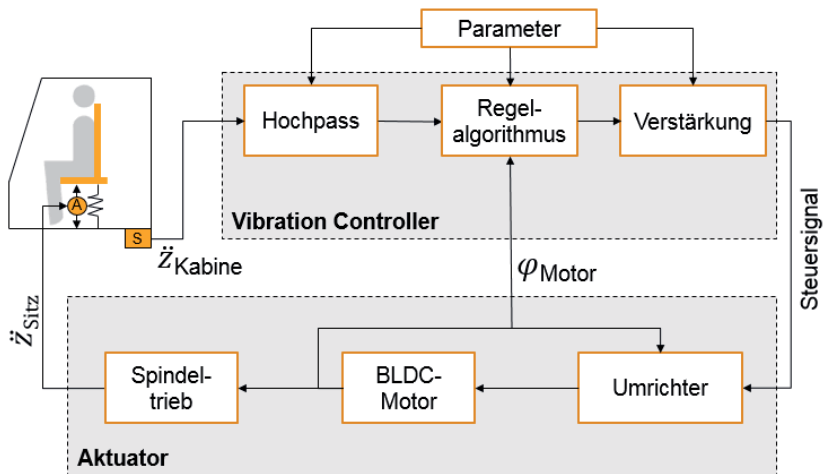 Parameter
Hochpass
Regel-
algorithmus
Verstärkung
A
Vibration Controller
S
z̈Kabine
φMotor
Steuersignal
z̈Sitz
Spindel-
trieb
BLDC-
Motor
Umrichter
Aktuator